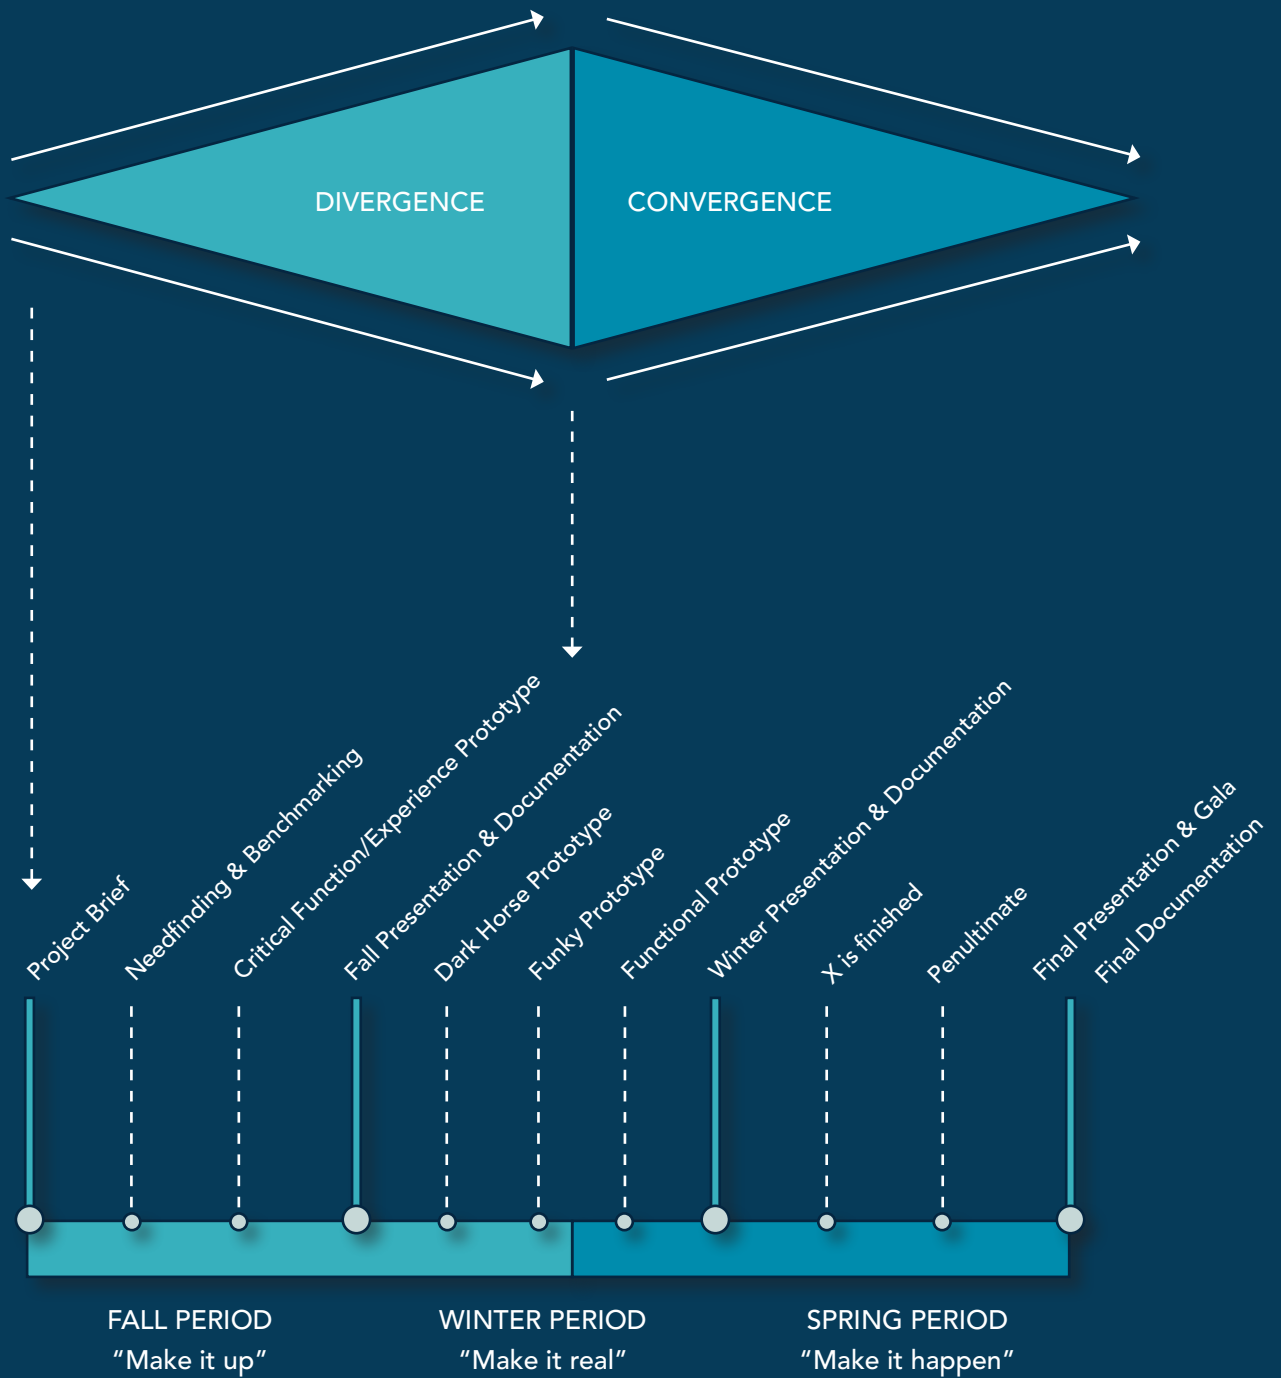 DIVERGENCE
CONVERGENCE
Project Brief
Needfinding & Benchmarking
Critical Function/Experience Prototype
Fall Presentation & Documentation
Dark Horse Prototype
Funky Prototype
Functional Prototype
Winter Presentation & Documentation
X is finished
Penultimate
Final Presentation & Gala
Final Documentation
FALL PERIOD
“Make it up”
WINTER PERIOD
“Make it real”
SPRING PERIOD
“Make it happen”